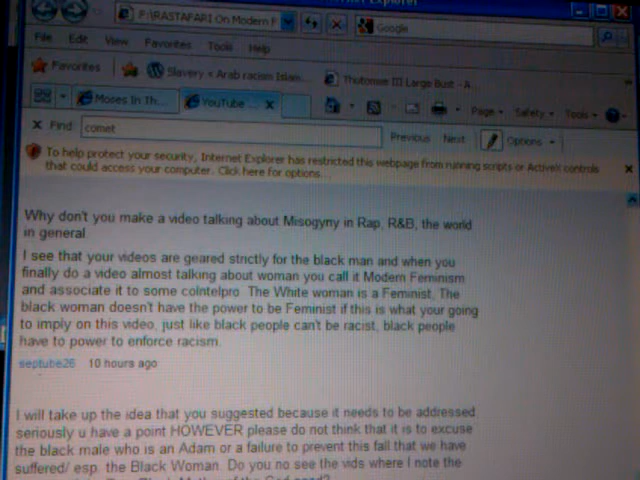 Explorer
F:\RASTAFARI On Modern F
Google
File Edit View Favorites Tools Help
Favorites Slavery « Arab racism Islam... Thutomse III Large Bust - A...
Moses In Th... YouTube ... X
Page Safety Tools
X Find: comet Previous Next Options
To help protect your security, Internet Explorer has restricted this webpage from running scripts or ActiveX controls
that could access your computer. Click here for options...
Why don't you make a video talking about Misogyny in Rap, R&B, the world
in general
I see that your videos are geared strictly for the black man and when you
finally do a video almost talking about woman you call it Modern Feminism
and associate it to some cointelpro. The White woman is a Feminist, The
black woman doesn't have the power to be Feminist if this is what your going
to imply on this video, just like black people can't be racist, black people
have to power to enforce racism.
septube26 10 hours ago
I will take up the idea that you suggested because it needs to be addressed
seriously u have a point HOWEVER please do not think that it is to excuse
the black male who is an Adam or a failure to prevent this fall that we have
suffered/ esp. the Black Woman. Do you no see the vids where I note the